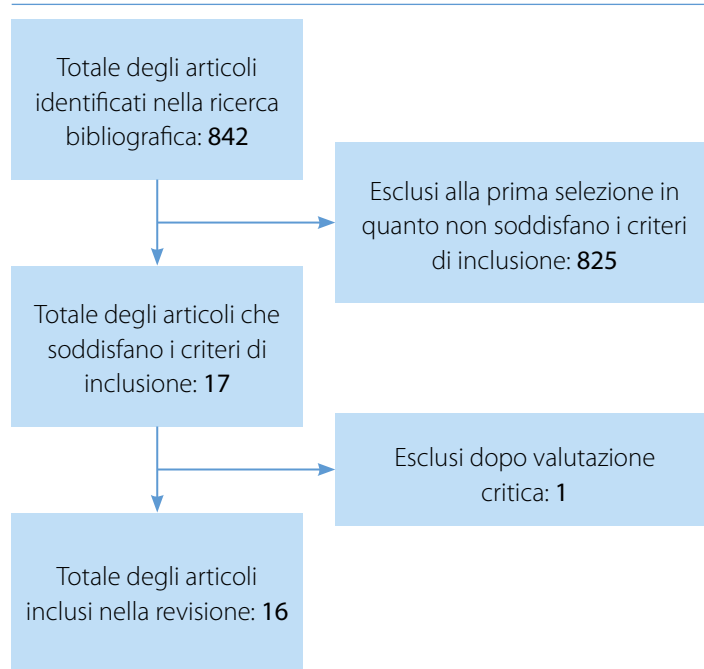 Totale degli articoli
identificati nella ricerca
bibliografica: 842
Esclusi alla prima selezione in
quanto non soddisfano i criteri
di inclusione: 825
Totale degli articoli che
soddisfano i criteri di
inclusione: 17
Esclusi dopo valutazione
critica: 1
Totale degli articoli
inclusi nella revisione: 16